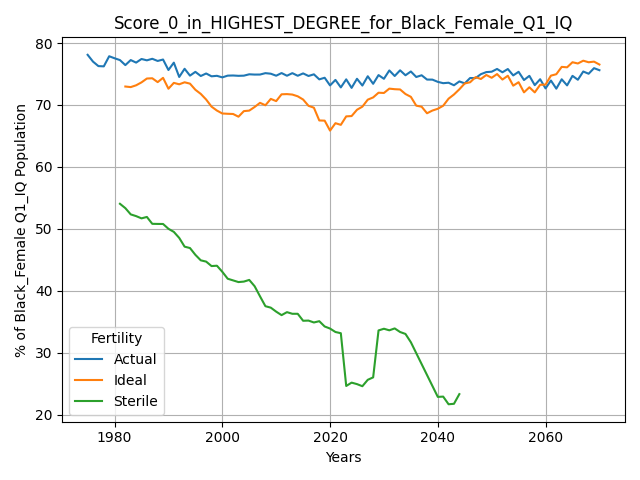 Score_0_in_HIGHEST_DEGREE_for_Black_Female_Q1_IQ
% of Black_Female Q1_IQ Population
80
70
60
50
40
30
20
Fertility
Actual
Ideal
Sterile
1980
2000
2020
2040
2060
Years